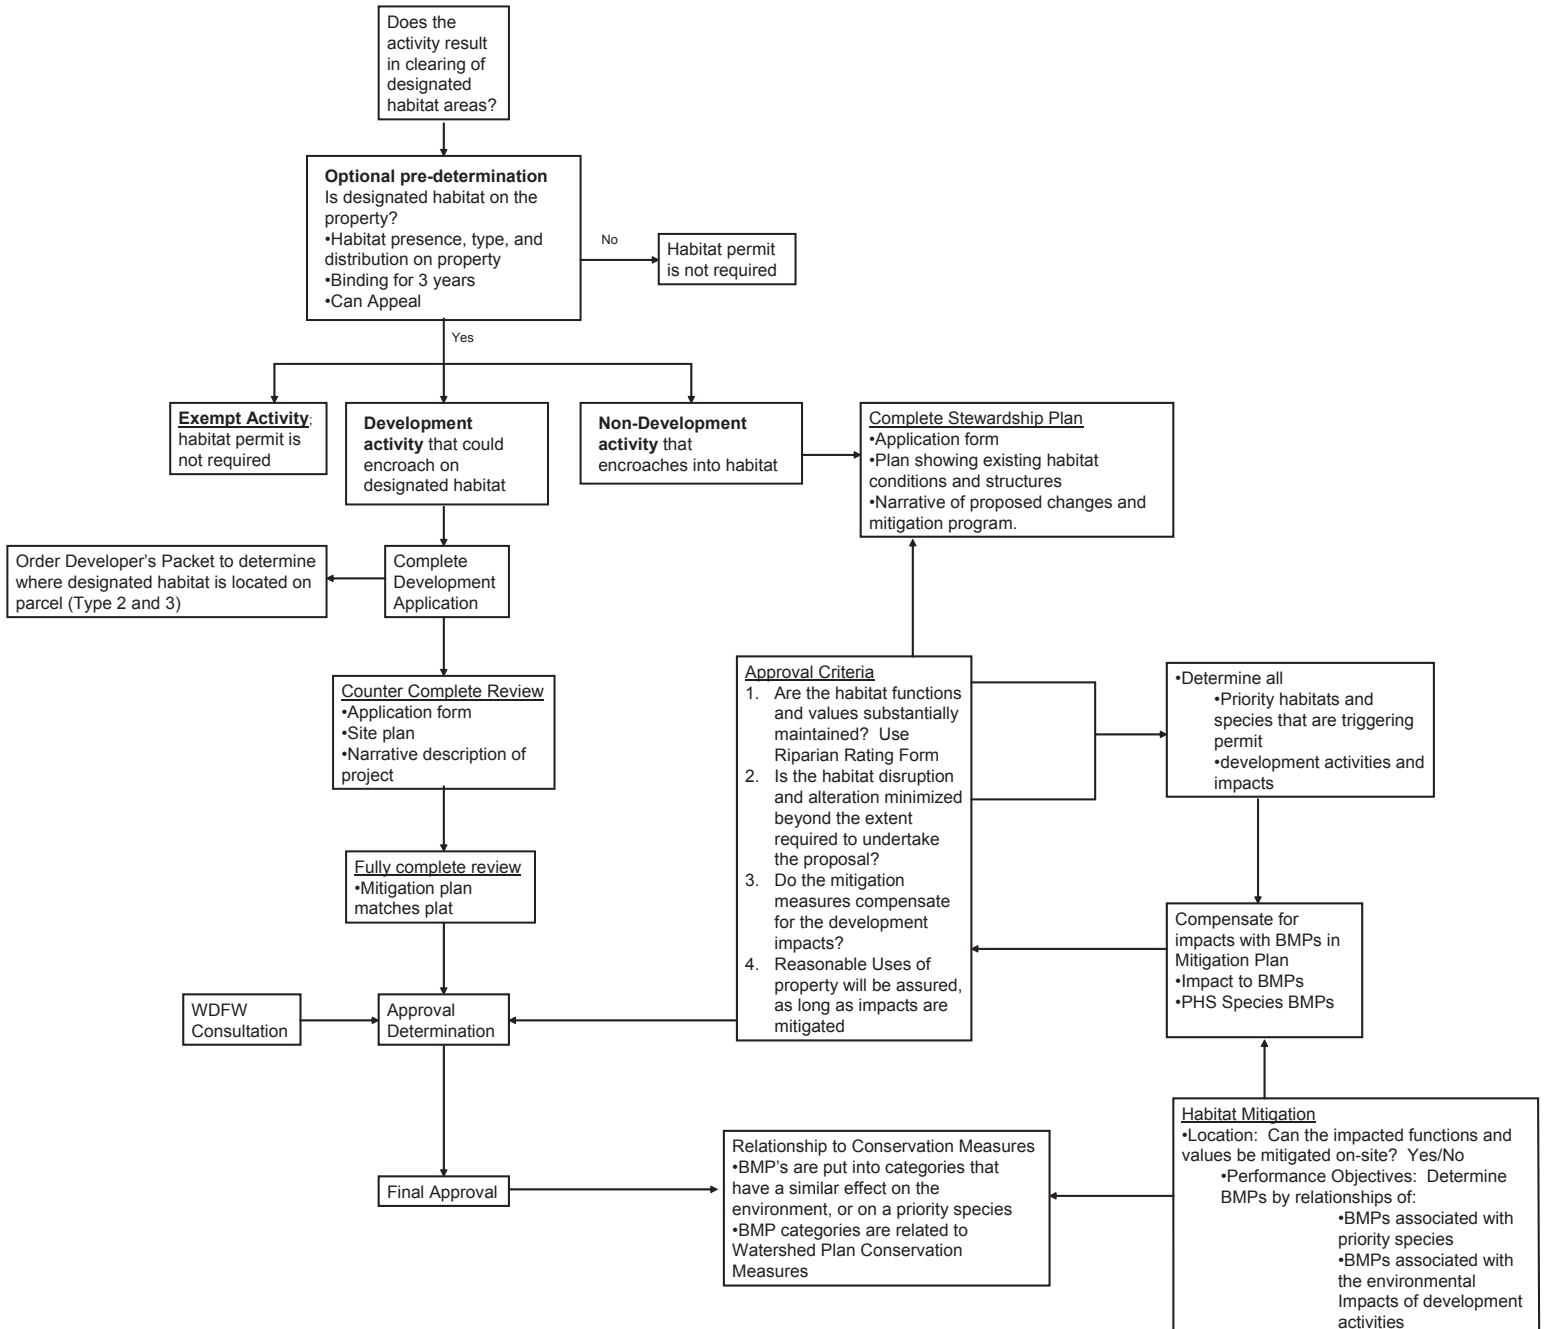 Does the
activity result
in clearing of
designated
habitat areas?
Optional pre-determination
Is designated habitat on the
property?
•Habitat presence, type, and
distribution on property
•Binding for 3 years
•Can Appeal
No
Habitat permit
is not required
Yes
Exempt Activity;
habitat permit is
not required
Development
activity that could
encroach on
designated habitat
Non-Development
activity that
encroaches into habitat
Complete Stewardship Plan
•Application form
•Plan showing existing habitat
conditions and structures
•Narrative of proposed changes and
mitigation program.
Order Developer's Packet to determine
where designated habitat is located on
parcel (Type 2 and 3)
Complete
Development
Application
Counter Complete Review
•Application form
•Site plan
•Narrative description of
project
Approval Criteria
1. Are the habitat functions
and values substantially
maintained? Use
Riparian Rating Form
2. Is the habitat disruption
and alteration minimized
beyond the extent
required to undertake
the proposal?
3. Do the mitigation
measures compensate
for the development
impacts?
4. Reasonable Uses of
property will be assured,
as long as impacts are
mitigated
•Determine all
•Priority habitats and
species that are triggering
permit
•development activities and
impacts
Fully complete review
•Mitigation plan
matches plat
Compensate for
impacts with BMPs in
Mitigation Plan
•Impact to BMPs
•PHS Species BMPs
WDFW
Consultation
Approval
Determination
Habitat Mitigation
•Location: Can the impacted functions and
values be mitigated on-site? Yes/No
•Performance Objectives: Determine
BMPs by relationships of:
•BMPs associated with
priority species
•BMPs associated with
the environmental
Impacts of development
activities
Final Approval
Relationship to Conservation Measures
•BMP's are put into categories that
have a similar effect on the
environment, or on a priority species
•BMP categories are related to
Watershed Plan Conservation
Measures